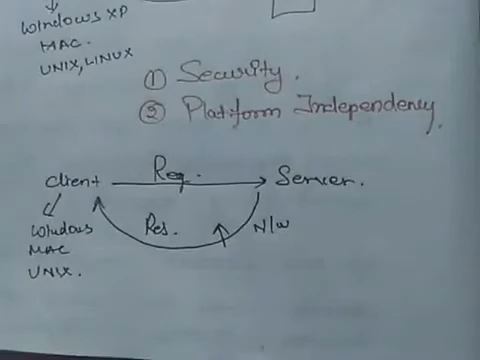 Windows XP
MAC.
UNIX, LINUX
① Security.
② Platform Independency.
Req.
client Server.
Windows Res. N/W
MAC
UNIX.